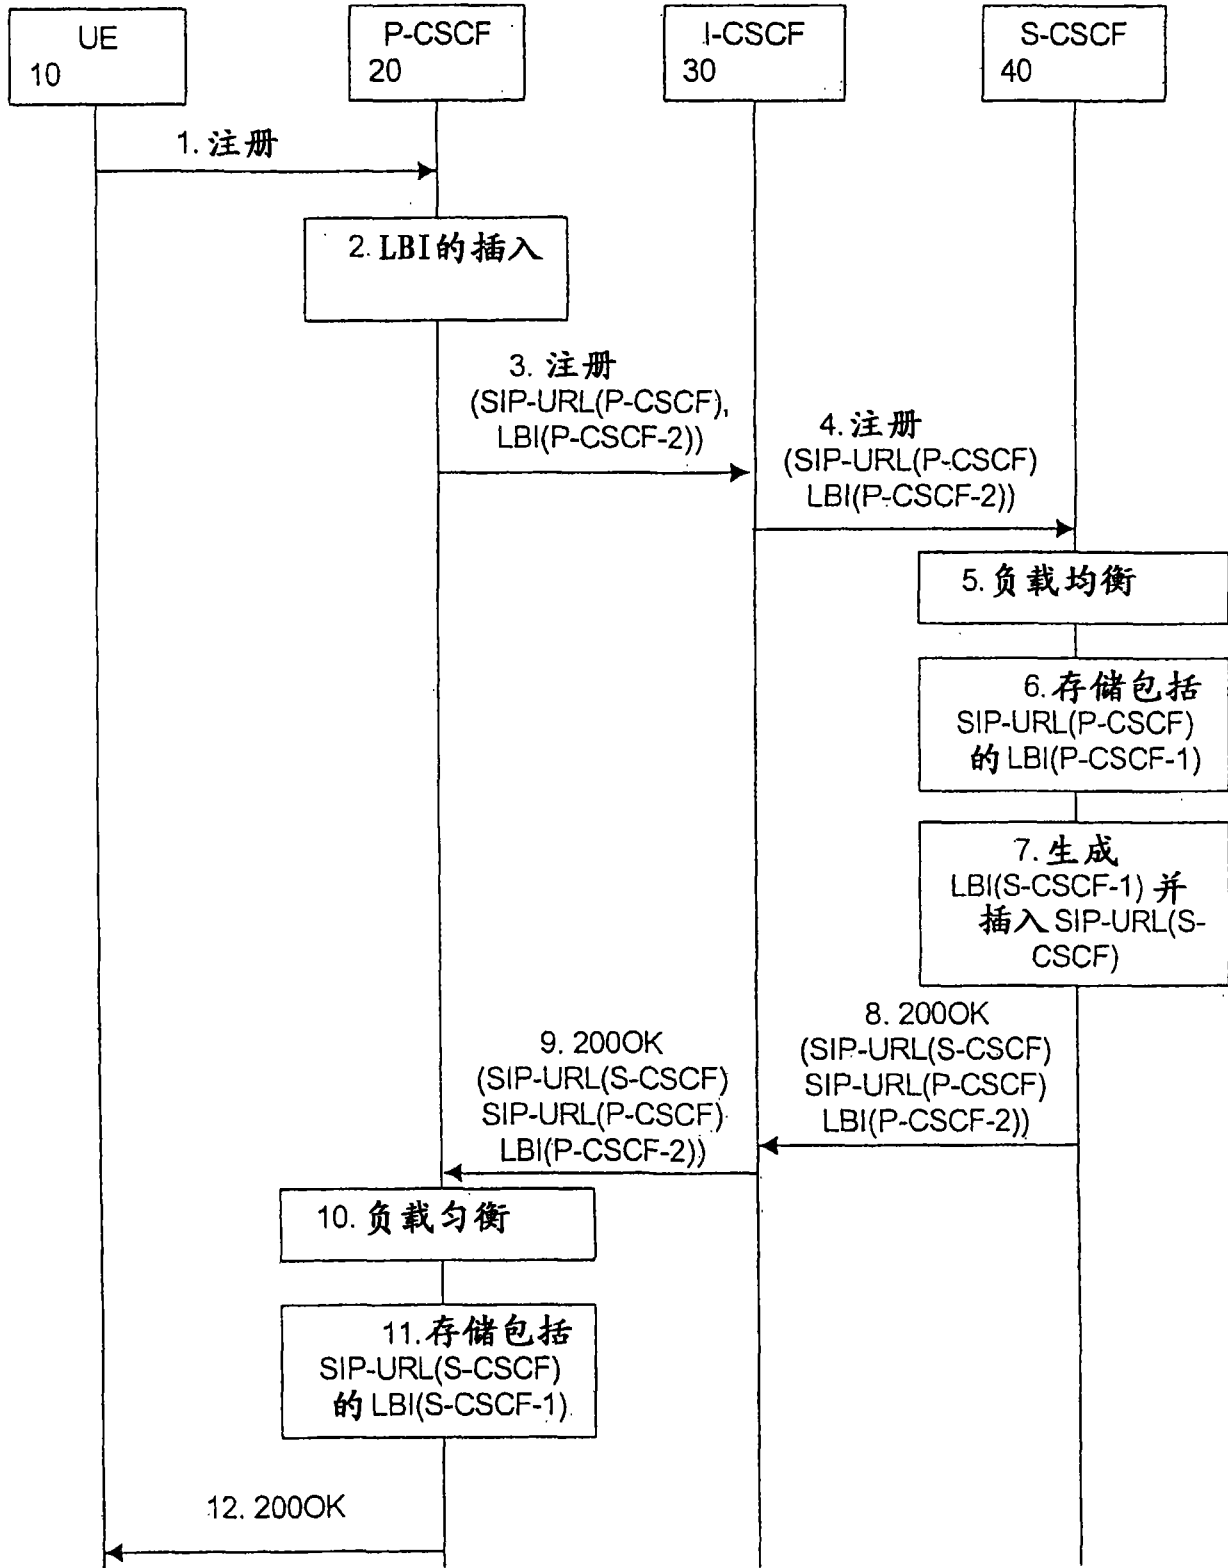 UE
10
P-CSCF
20
I-CSCF
30
S-CSCF
40
1. 注册
2. LBI的插入
3. 注册
(SIP-URL(P-CSCF),
LBI(P-CSCF-2))
4. 注册
(SIP-URL(P-CSCF)
LBI(P-CSCF-2))
5. 负载均衡
6. 存储包括
SIP-URL(P-CSCF)
的 LBI(P-CSCF-1)
7. 生成
LBI(S-CSCF-1) 并
插入 SIP-URL(S-
CSCF)
8. 200OK
(SIP-URL(S-CSCF)
SIP-URL(P-CSCF)
LBI(P-CSCF-2))
9. 200OK
(SIP-URL(S-CSCF)
SIP-URL(P-CSCF)
LBI(P-CSCF-2))
10. 负载匀衡
11. 存储包括
SIP-URL(S-CSCF)
的 LBI(S-CSCF-1)
12. 200OK